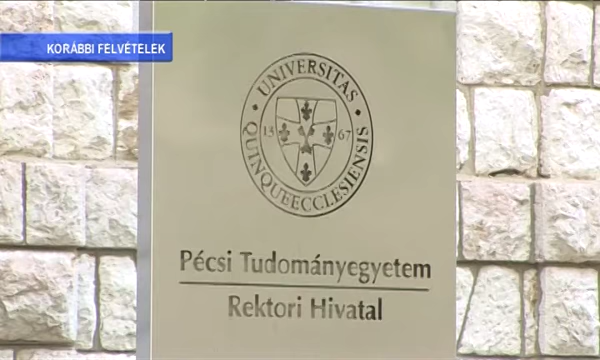 KORÁBBI FELVÉTELEK
UNIVERSITAS
QUINQUEECCLESIENSIS
13 67
Pécsi Tudományegyetem
Rektori Hivatal